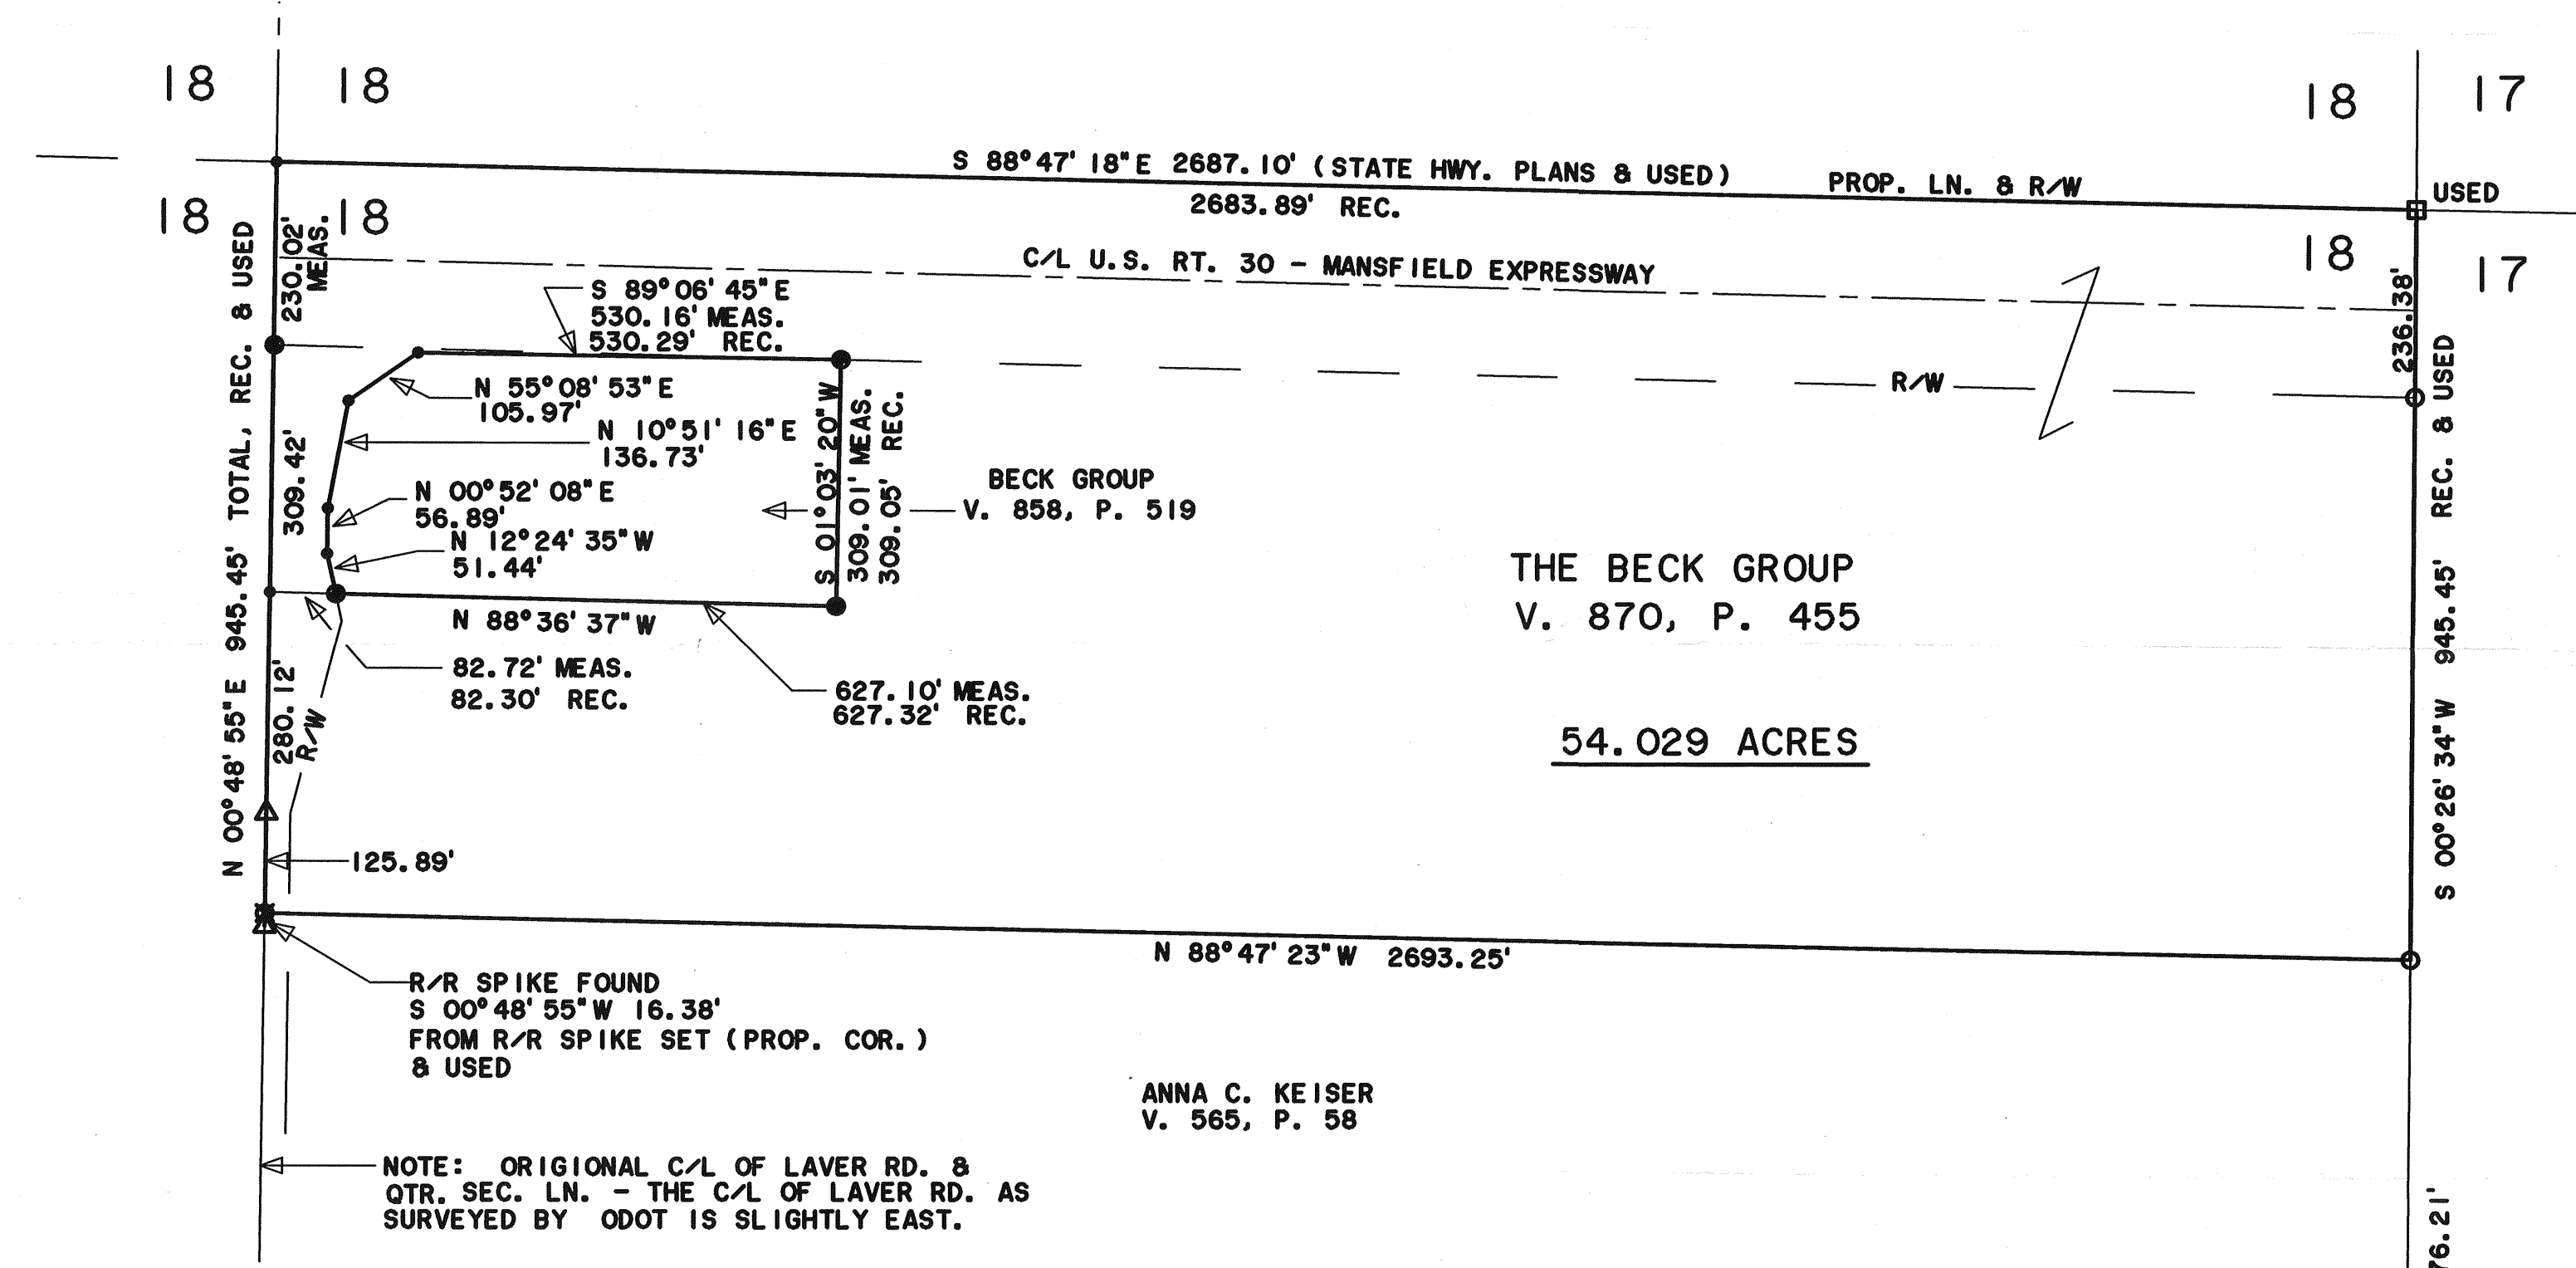 18
18
18
17
S 88°47'18"E 2687.10' (STATE HWY. PLANS & USED)
PROP. LN. & R/W
2683.89' REC.
USED
18
18
18
17
N 00°48'55"E 945.45' TOTAL, REC. & USED
230.02'
MEAS.
C/L U.S. RT. 30 - MANSFIELD EXPRESSWAY
236.38'
S 89°06'45"E
530.16' MEAS.
530.29' REC.
R/W
N 55°08'53"E
105.97'
N 10°51'16"E
136.73'
309.42'
N 00°52'08"E
56.89'
N 12°24'35"W
51.44'
S 01°03'20"W
309.01' MEAS.
309.05' REC.
BECK GROUP
V. 858, P. 519
S 00°26'34"W 945.45' REC. & USED
THE BECK GROUP
V. 870, P. 455
54.029 ACRES
N 88°36'37"W
82.72' MEAS.
82.30' REC.
627.10' MEAS.
627.32' REC.
280.12'
R/W
125.89'
N 88°47'23"W 2693.25'
R/R SPIKE FOUND
S 00°48'55"W 16.38'
FROM R/R SPIKE SET (PROP. COR.)
& USED
ANNA C. KEISER
V. 565, P. 58
NOTE: ORIGIONAL C/L OF LAVER RD. &
QTR. SEC. LN. - THE C/L OF LAVER RD. AS
SURVEYED BY ODOT IS SLIGHTLY EAST.
76.21'